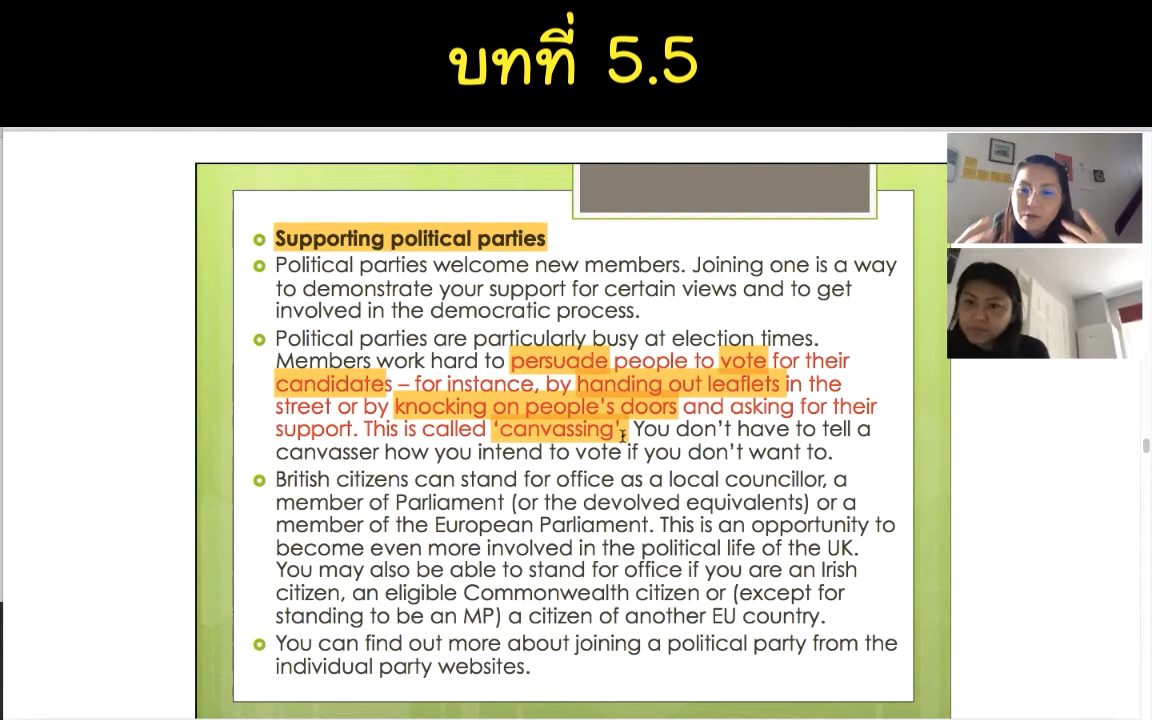 บทที่ 5.5
Supporting political parties
Political parties welcome new members. Joining one is a way
to demonstrate your support for certain views and to get
involved in the democratic process.
Political parties are particularly busy at election times.
Members work hard to persuade people to vote for their
candidates – for instance, by handing out leaflets in the
street or by knocking on people’s doors and asking for their
support. This is called ‘canvassing’. You don’t have to tell a
canvasser how you intend to vote if you don’t want to.
British citizens can stand for office as a local councillor, a
member of Parliament (or the devolved equivalents) or a
member of the European Parliament. This is an opportunity to
become even more involved in the political life of the UK.
You may also be able to stand for office if you are an Irish
citizen, an eligible Commonwealth citizen or (except for
standing to be an MP) a citizen of another EU country.
You can find out more about joining a political party from the
individual party websites.